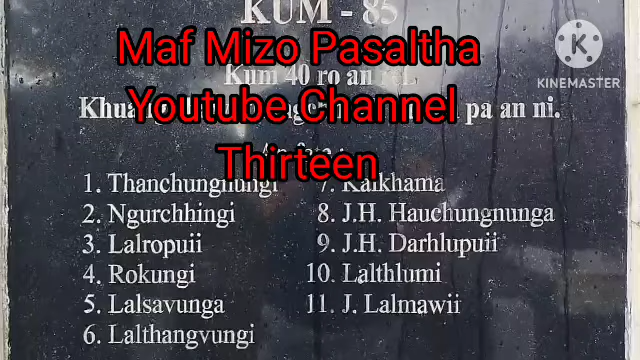 KUM - 85
Maf Mizo Pasaltha
Kum 40 ro an
KINEMASTER
Youtube Channel
pa an ni.
Thirteen
1. Thanchungnungi
2. Ngurchhingi
3. Lalropuii
4. Rokungi
5. Lalsavunga
6. Lalthangvungi
7. Kaikhama
8. J.H. Hauchungnunga
9. J.H. Darhlupuii
10. Lalthlumi
11. J. Lalmawii